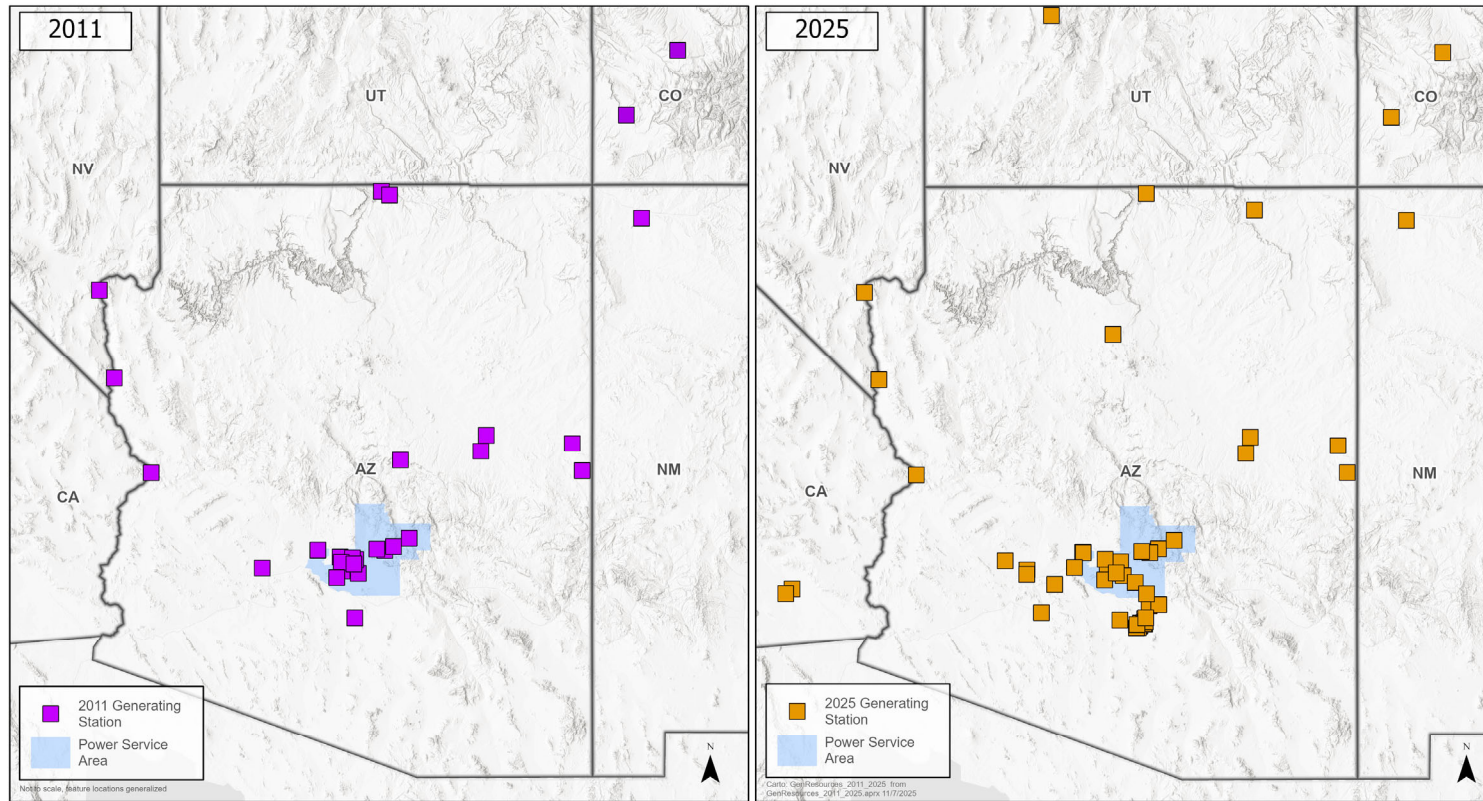 2011
UT
CO
NV
AZ
NM
CA
2011 Generating
Station
Power Service
Area
N
Not to scale, feature locations generalized
2025
UT
CO
NV
AZ
NM
CA
2025 Generating
Station
Power Service
Area
N
Carto: GenResources_2011_2025 from
GenResources_2011_2025.aprx 11/7/2025